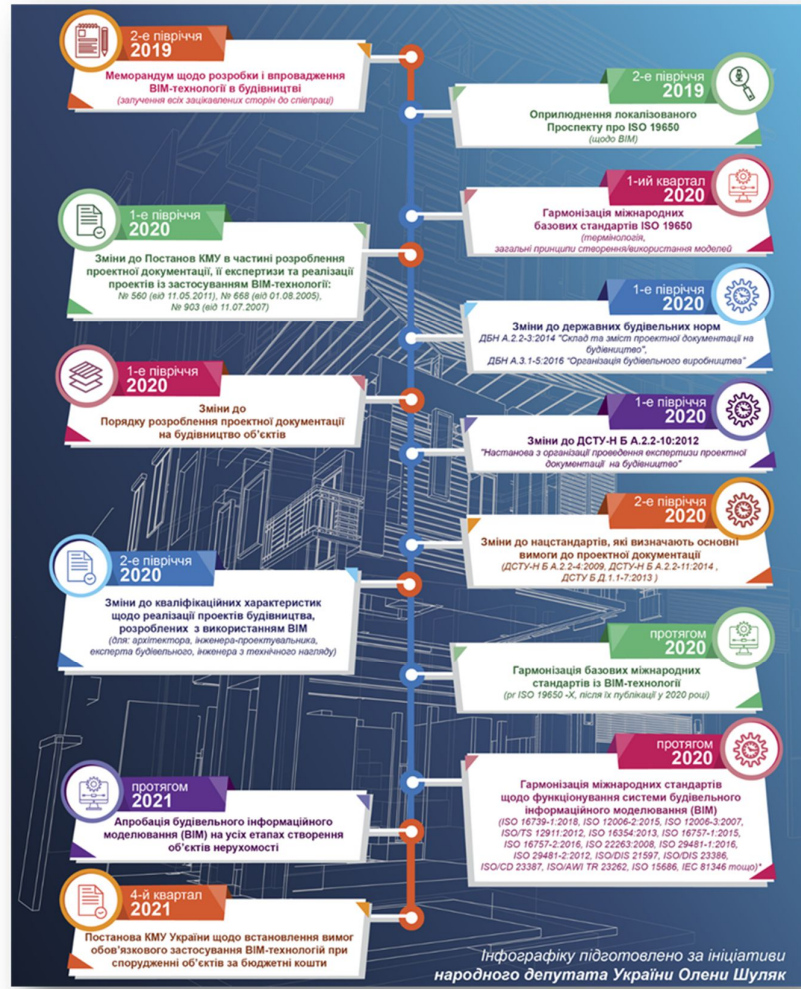 2-е півріччя
2019
Меморандум щодо розробки і впровадження
BIM-технології в будівництві
(залучення всіх зацікавлених сторін до співпраці)
2-е півріччя
2019
Оприлюднення локалізованого
Проспекту про ISO 19650
(щодо BIM)
1-ий квартал
2020
Гармонізація міжнародних
базових стандартів ISO 19650
(термінологія,
загальні принципи створення/використання моделей
1-е півріччя
2020
Зміни до Постанов КМУ в частині розроблення
проектної документації, її експертизи та реалізації
проектів із застосуванням BIM-технології:
№ 560 (від 11.05.2011), № 668 (від 01.08.2005),
№ 903 (від 11.07.2007)
1-е півріччя
2020
Зміни до державних будівельних норм
ДБН А.2.2-3:2014 "Склад та зміст проектної документації на
будівництво",
ДБН А.3.1-5:2016 "Організація будівельного виробництва"
1-е півріччя
2020
Зміни до
Порядку розроблення проектної документації
на будівництво об'єктів
1-е півріччя
2020
Зміни до ДСТУ-Н Б А.2.2-10:2012
"Настанова з організації проведення експертизи проектної
документації на будівництво"
2-е півріччя
2020
Зміни до нацстандартів, які визначають основні
вимоги до проектної документації
(ДСТУ-Н Б А.2.2-4:2009, ДСТУ-Н Б А.2.2-11:2014 ,
ДСТУ Б Д.1.1-7:2013 )
2-е півріччя
2020
Зміни до кваліфікаційних характеристик
щодо реалізації проектів будівництва,
розроблених з використанням BIM
(для: архітектора, інженера-проектувальника,
експерта будівельного, інженера з технічного нагляду)
протягом
2020
Гармонізація базових міжнародних
стандартів із BIM-технології
(pr ISO 19650 -X, після їх публікації у 2020 році)
протягом
2020
Гармонізація міжнародних стандартів
щодо функціонування системи будівельного
інформаційного моделювання (BIM)
(ISO 16739-1:2018, ISO 12006-2:2015, ISO 12006-3:2007,
ISO/TS 12911:2012, ISO 16354:2013, ISO 16757-1:2015,
ISO 16757-2:2016, ISO 22263:2008, ISO 29481-1:2016,
ISO 29481-2:2012, ISO/DIS 21597, ISO/DIS 23386,
ISO/CD 23387, ISO/AWI TR 23262, ISO 15686, IEC 81346 тощо)"
протягом
2021
Апробація будівельного інформаційного
моделювання (BIM) на усіх етапах створення
об'єктів нерухомості
4-й квартал
2021
Постанова КМУ України щодо встановлення вимог
обов'язкового застосування BIM-технологій при
спорудженні об'єктів за бюджетні кошти
Інфографіку підготовлено за ініціативи
народного депутата України Олени Шуляк